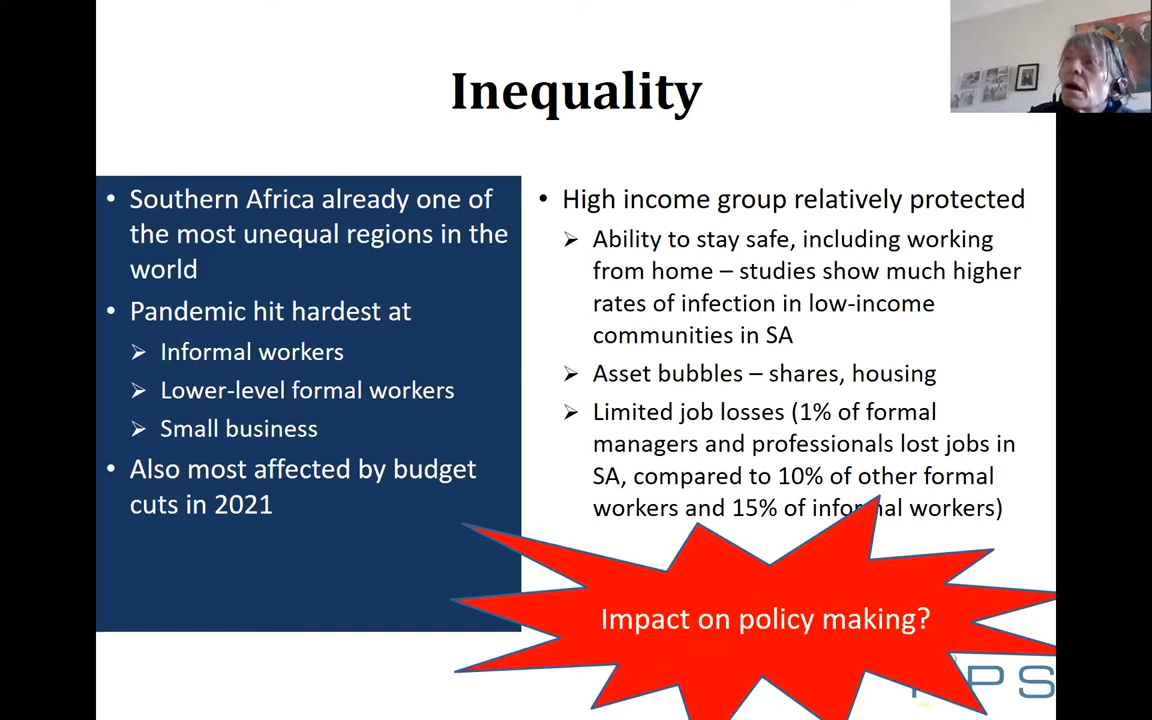 Inequality
• Southern Africa already one of
the most unequal regions in the
world
• Pandemic hit hardest at
➢ Informal workers
➢ Lower-level formal workers
➢ Small business
• Also most affected by budget
cuts in 2021
• High income group relatively protected
➢ Ability to stay safe, including working
from home – studies show much higher
rates of infection in low-income
communities in SA
➢ Asset bubbles – shares, housing
➢ Limited job losses (1% of formal
managers and professionals lost jobs in
SA, compared to 10% of other formal
workers and 15% of informal workers)
Impact on policy making?
PS